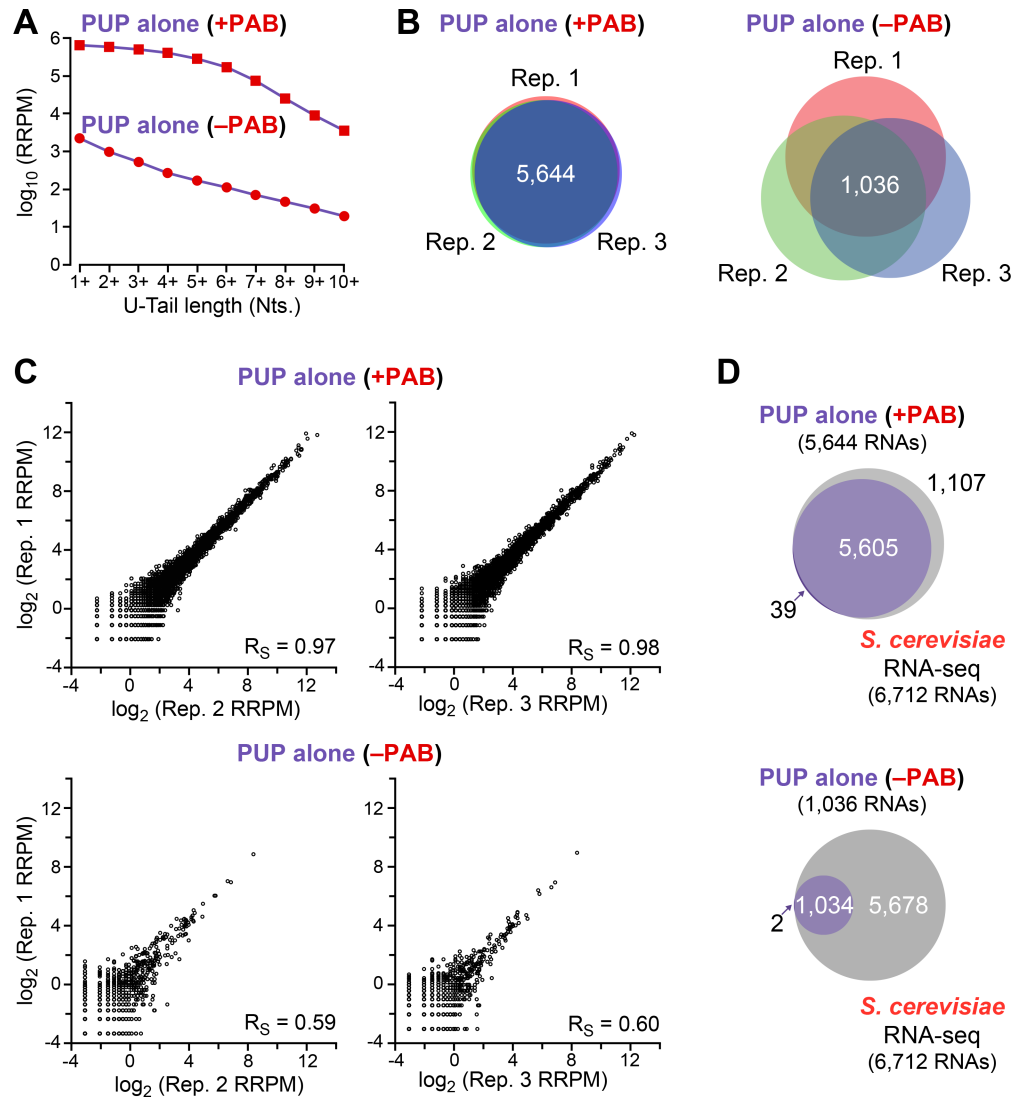 A
PUP alone (+PAB)
6
5
4
3
2
1
0
log10 (RRPM)
PUP alone (–PAB)
1+ 2+ 3+ 4+ 5+ 6+ 7+ 8+ 9+ 10+
U-Tail length (Nts.)
B
PUP alone (+PAB)
Rep. 1
5,644
Rep. 2
Rep. 3
PUP alone (–PAB)
Rep. 1
1,036
Rep. 2
Rep. 3
C
PUP alone (+PAB)
log2 (Rep. 1 RRPM)
12
8
4
0
-4
RS = 0.97
-4 0 4 8 12
log2 (Rep. 2 RRPM)
12
8
4
0
-4
RS = 0.98
-4 0 4 8 12
log2 (Rep. 3 RRPM)
PUP alone (–PAB)
log2 (Rep. 1 RRPM)
12
8
4
0
-4
RS = 0.59
-4 0 4 8 12
log2 (Rep. 2 RRPM)
12
8
4
0
-4
RS = 0.60
-4 0 4 8 12
log2 (Rep. 3 RRPM)
D
PUP alone (+PAB)
(5,644 RNAs)
1,107
5,605
39
S. cerevisiae
RNA-seq
(6,712 RNAs)
PUP alone (–PAB)
(1,036 RNAs)
1,034 5,678
2
S. cerevisiae
RNA-seq
(6,712 RNAs)